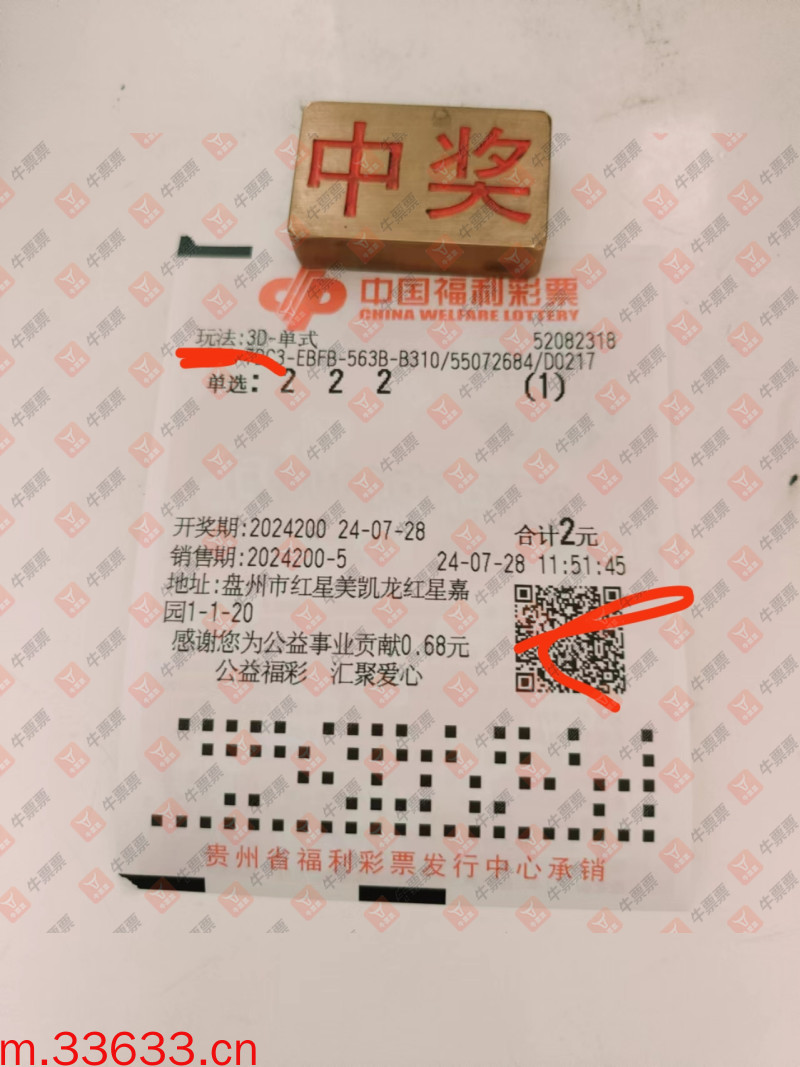 中奖
中国福利彩票
CHINA WELFARE LOTTERY
玩法:3D-单式 52082318
C3-EBFB-563B-B310/55072684/D0217
单选: 2 2 2 (1)
开奖期:2024200 24-07-28 合计2元
销售期:2024200-5 24-07-28 11:51:45
地址:盘州市红星美凯龙红星嘉
园1-1-20
感谢您为公益事业贡献0.68元
公益福彩 汇聚爱心
贵州省福利彩票发行中心承销
牛票票
m.33633.cn